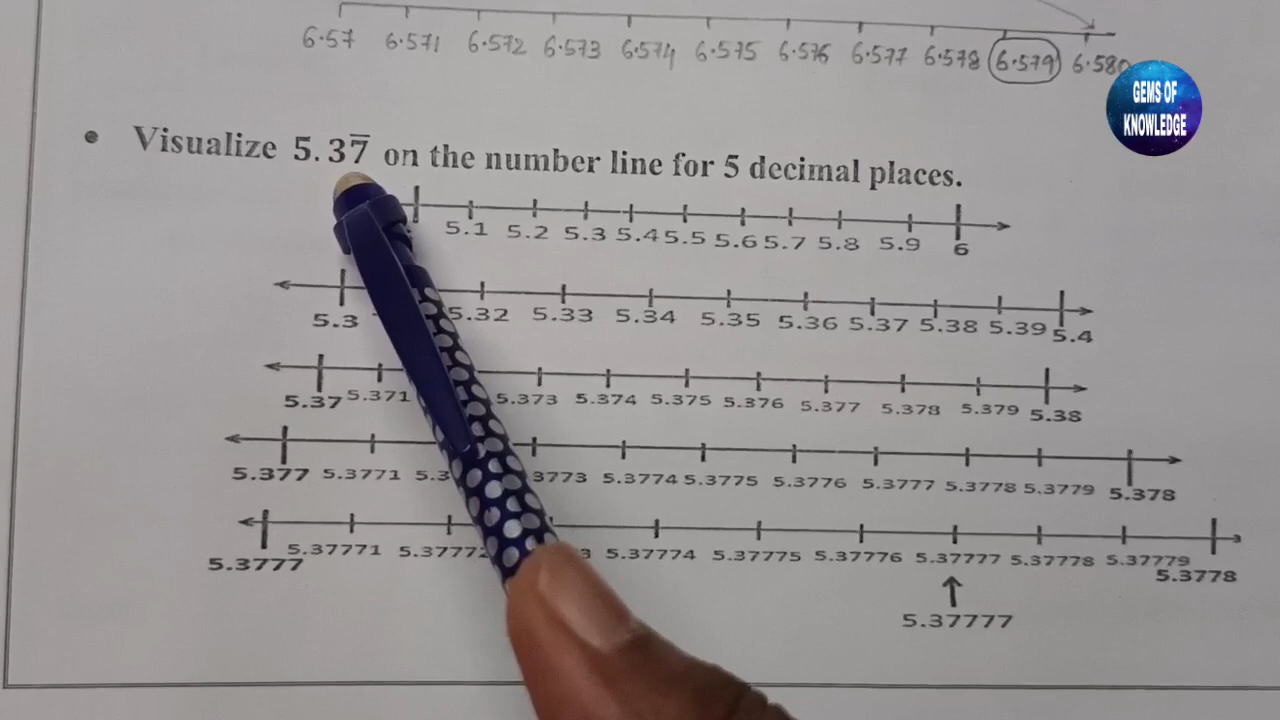 6.57 6.571 6.572 6.573 6.574 6.575 6.576 6.577 6.578 6.579 6.580
GEMS OF
KNOWLEDGE
• Visualize 5.37̅ on the number line for 5 decimal places.
5.1 5.2 5.3 5.4 5.5 5.6 5.7 5.8 5.9 6
5.3 5.32 5.33 5.34 5.35 5.36 5.37 5.38 5.39 5.4
5.37 5.371 5.373 5.374 5.375 5.376 5.377 5.378 5.379 5.38
5.377 5.3771 3773 5.3774 5.3775 5.3776 5.3777 5.3778 5.3779 5.378
5.3777 5.37771 5.37772 3 5.37774 5.37775 5.37776 5.37777 5.37778 5.37779 5.3778
5.37777